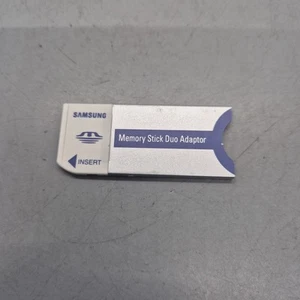 SAMSUNG
Memory Stick Duo Adaptor
INSERT